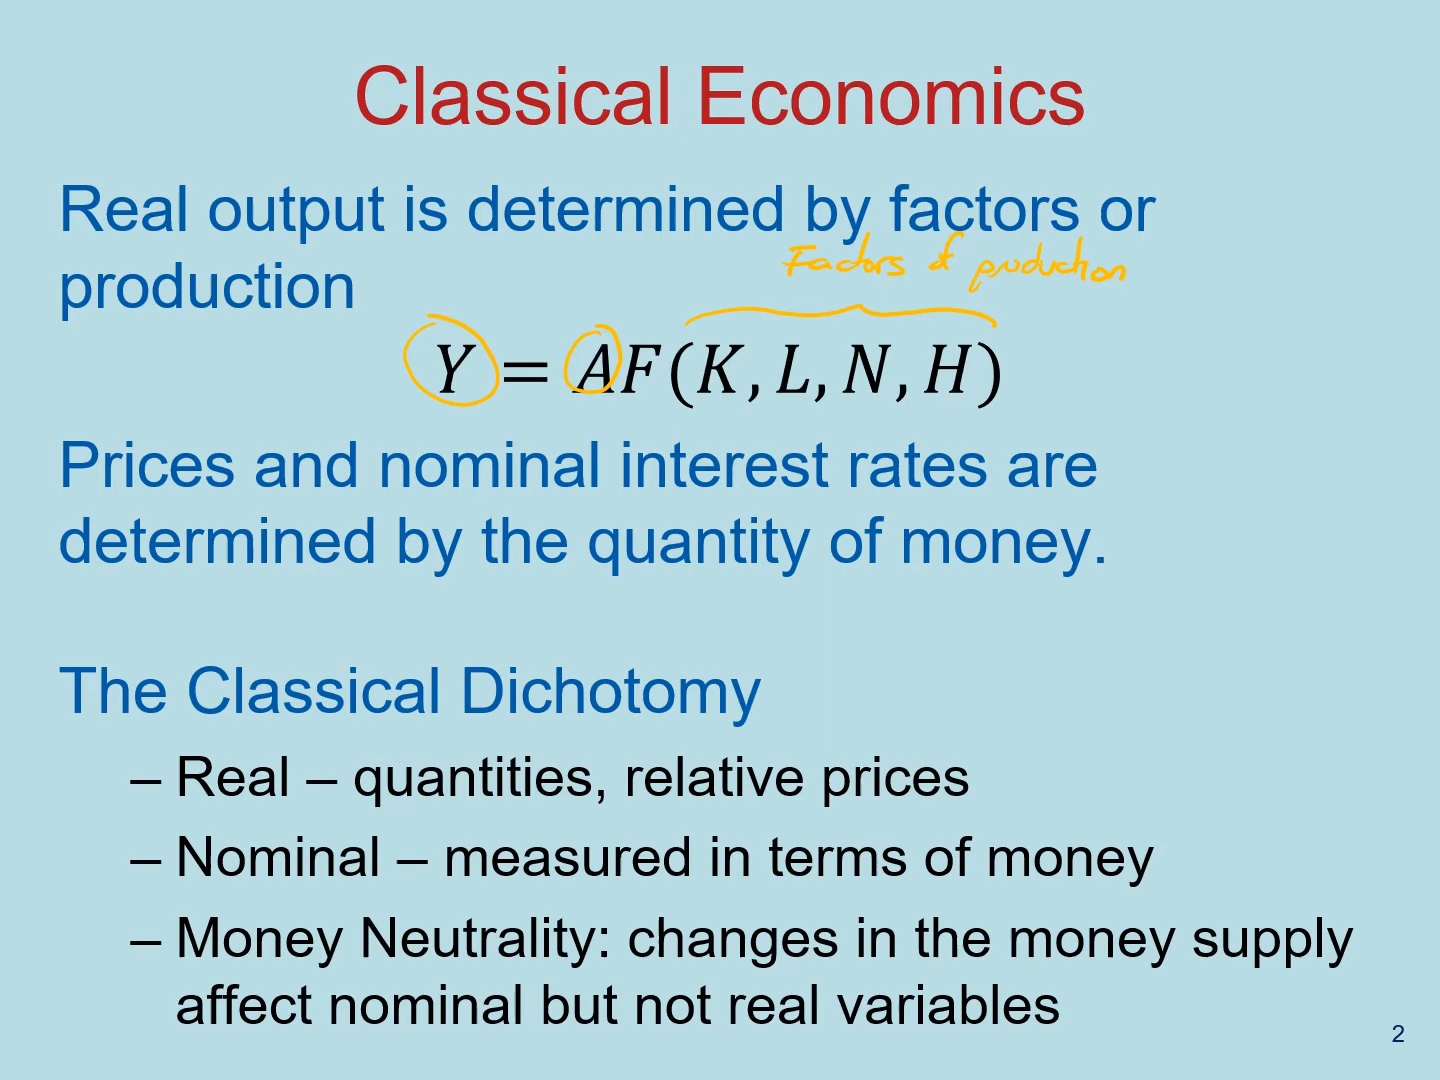 Classical Economics
Real output is determined by factors or
production
Factors of production
Y = AF(K, L, N, H)
Prices and nominal interest rates are
determined by the quantity of money.
The Classical Dichotomy
– Real – quantities, relative prices
– Nominal – measured in terms of money
– Money Neutrality: changes in the money supply
affect nominal but not real variables
2